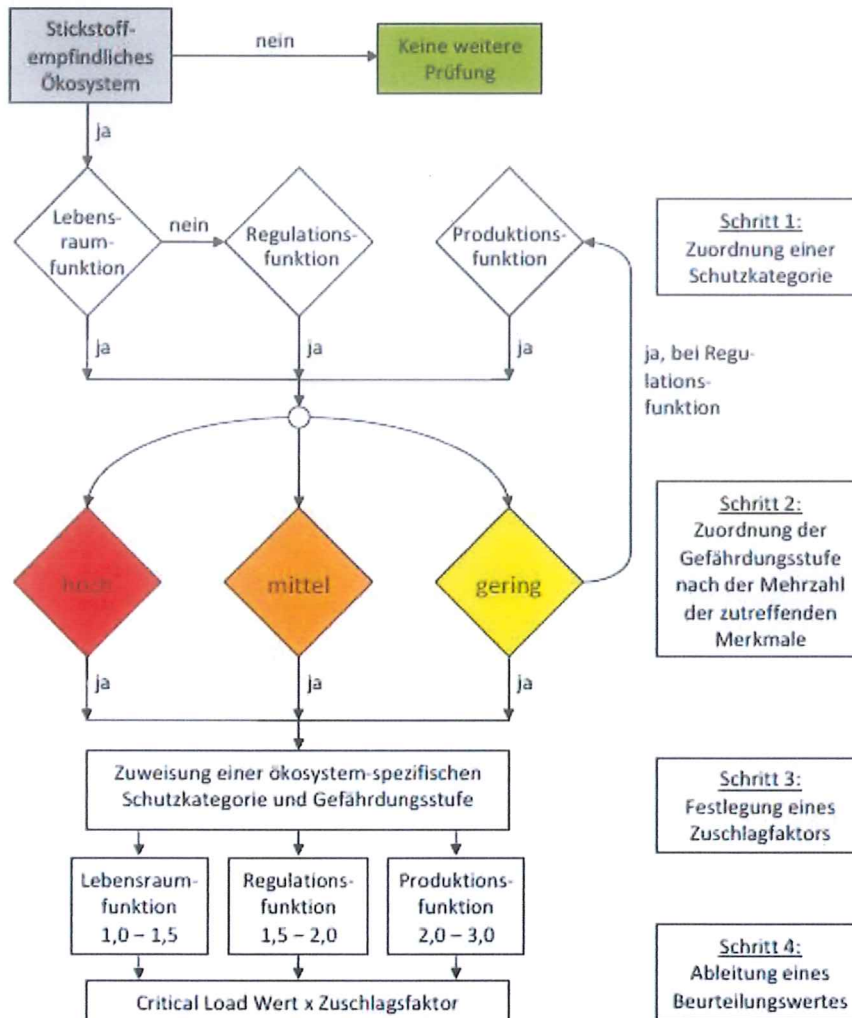 Stickstoff-
empfindliches
Ökosystem
nein
Keine weitere
Prüfung
ja
Lebens-
raum-
funktion
nein
Regulations-
funktion
Produktions-
funktion
Schritt 1:
Zuordnung einer
Schutzkategorie
ja
ja
ja
ja, bei Regu-
lations-
funktion
hoch
mittel
gering
Schritt 2:
Zuordnung der
Gefährdungsstufe
nach der Mehrzahl
der zutreffenden
Merkmale
ja
ja
ja
Zuweisung einer ökosystem-spezifischen
Schutzkategorie und Gefährdungsstufe
Schritt 3:
Festlegung eines
Zuschlagfaktors
Lebensraum-
funktion
1,0 – 1,5
Regulations-
funktion
1,5 – 2,0
Produktions-
funktion
2,0 – 3,0
Schritt 4:
Ableitung eines
Beurteilungswertes
Critical Load Wert x Zuschlagsfaktor